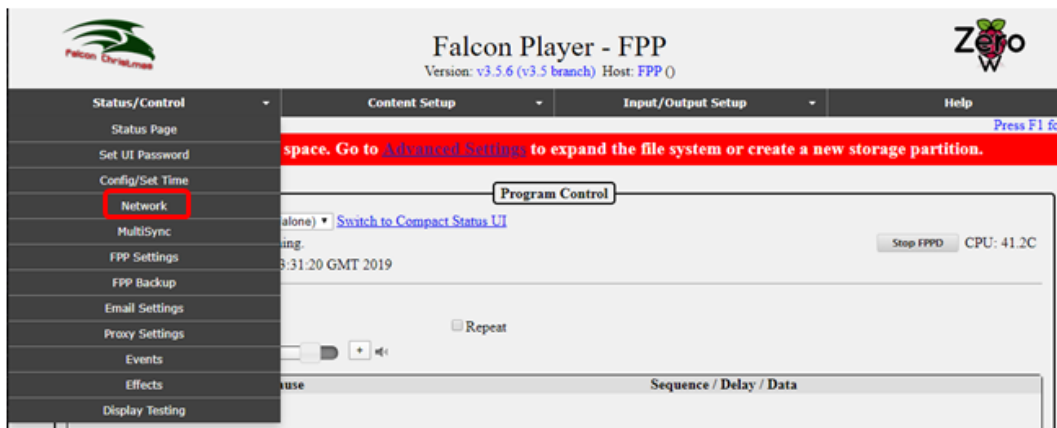 Falcon Christmas
Falcon Player - FPP
Zero
W
Version: v3.5.6 (v3.5 branch) Host: FPP ()
Status/Control
Content Setup
Input/Output Setup
Help
Status Page
Press F1 fo
Set UI Password
space. Go to Advanced Settings to expand the file system or create a new storage partition.
Config/Set Time
Program Control
Network
alone) Switch to Compact Status UI
MultiSync
ing.
Stop FPPD
CPU: 41.2C
FPP Settings
3:31:20 GMT 2019
FPP Backup
Email Settings
Proxy Settings
Repeat
Events
+
Effects
ause
Sequence / Delay / Data
Display Testing